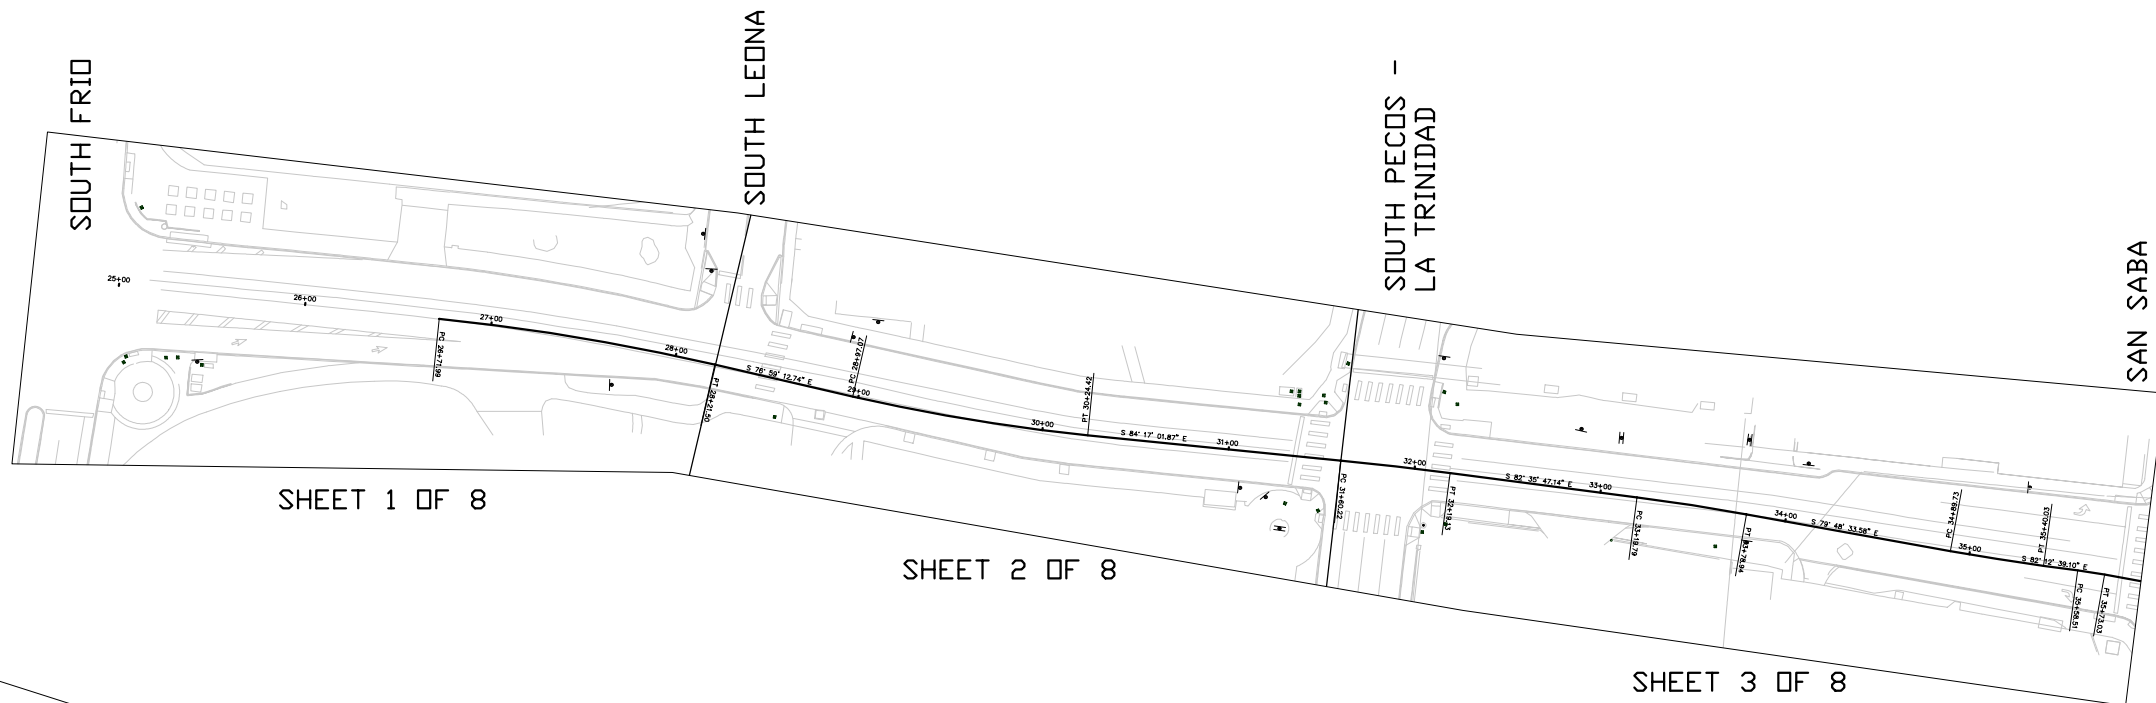 SOUTH FRIO
SOUTH LEONA
SOUTH PECOS -
LA TRINIDAD
SAN SABA
25+00
26+00
27+00
PC 26+71.99
28+00
PT 28+21.50
S 76° 59' 12.74" E
PC 28+97.07
29+00
30+00
PT 30+24.42
S 84° 17' 01.87" E
31+00
PC 31+60.22
32+00
PT 32+19.13
S 82° 35' 47.14" E
33+00
PC 33+19.79
PT 33+78.94
34+00
S 79° 48' 33.58" E
PC 34+89.73
35+00
PT 35+40.03
S 82° 12' 39.10" E
PC 35+58.51
PT 35+73.03
SHEET 1 OF 8
SHEET 2 OF 8
SHEET 3 OF 8